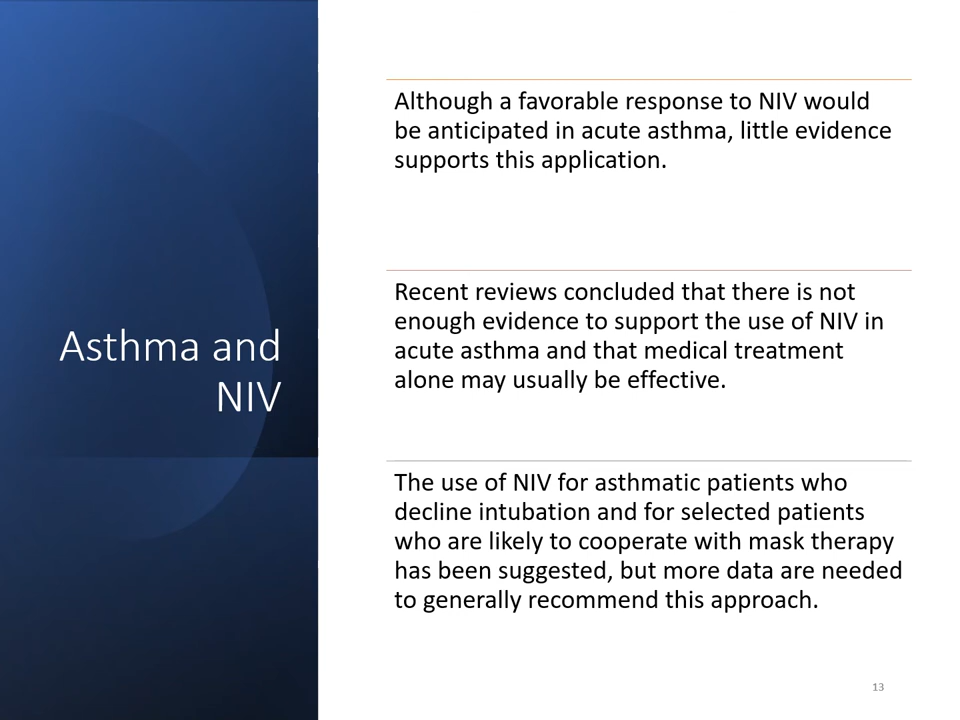 Asthma and
NIV
Although a favorable response to NIV would
be anticipated in acute asthma, little evidence
supports this application.
Recent reviews concluded that there is not
enough evidence to support the use of NIV in
acute asthma and that medical treatment
alone may usually be effective.
The use of NIV for asthmatic patients who
decline intubation and for selected patients
who are likely to cooperate with mask therapy
has been suggested, but more data are needed
to generally recommend this approach.
13